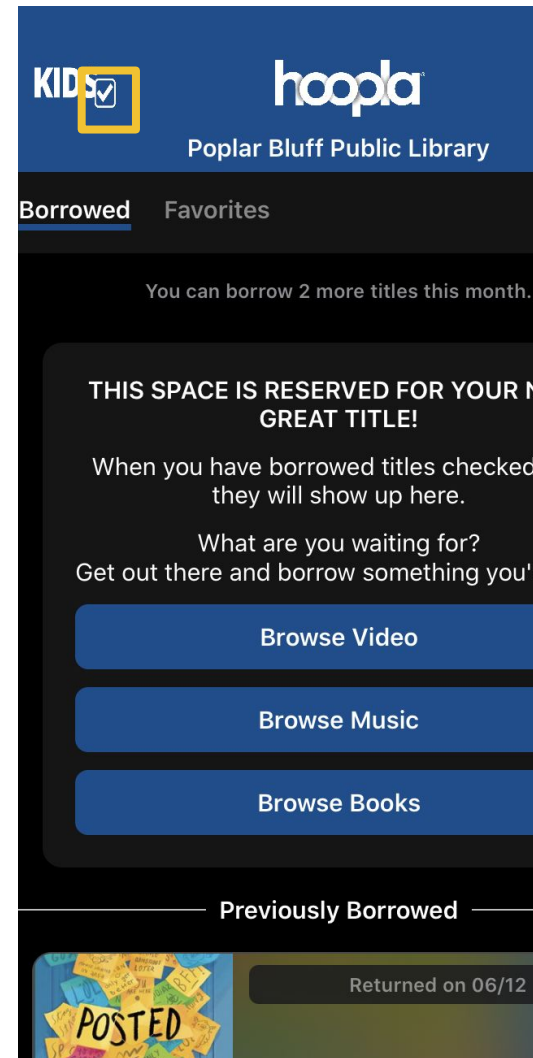 KIDS
hoopla
Poplar Bluff Public Library
Borrowed Favorites
You can borrow 2 more titles this month.
THIS SPACE IS RESERVED FOR YOUR N
GREAT TITLE!
When you have borrowed titles checked
they will show up here.
What are you waiting for?
Get out there and borrow something you'
Browse Video
Browse Music
Browse Books
Previously Borrowed
Returned on 06/12
POSTED